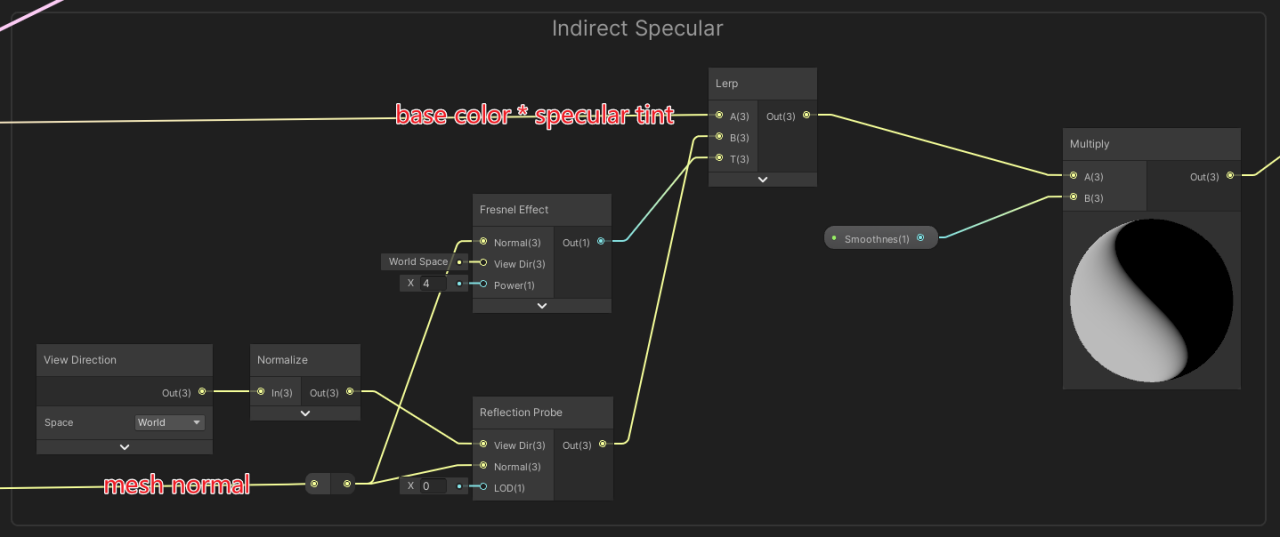 Indirect Specular
Lerp
base color * specular tint
A(3) Out(3)
B(3)
T(3)
Multiply
A(3) Out(3)
B(3)
Fresnel Effect
Normal(3) Out(1)
World Space
View Dir(3)
X 4
Power(1)
Smoothnes(1)
View Direction
Out(3)
Space World
Normalize
In(3) Out(3)
Reflection Probe
View Dir(3) Out(3)
Normal(3)
X 0
LOD(1)
mesh normal